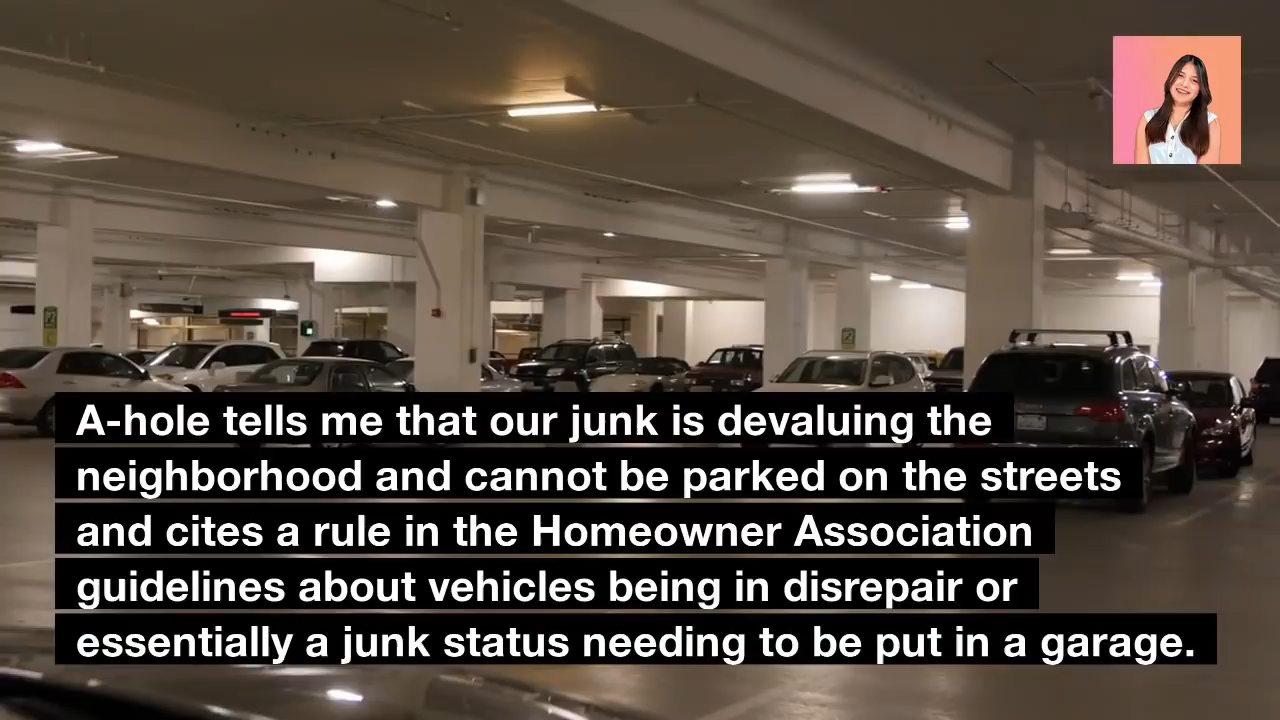 A-hole tells me that our junk is devaluing the
neighborhood and cannot be parked on the streets
and cites a rule in the Homeowner Association
guidelines about vehicles being in disrepair or
essentially a junk status needing to be put in a garage.